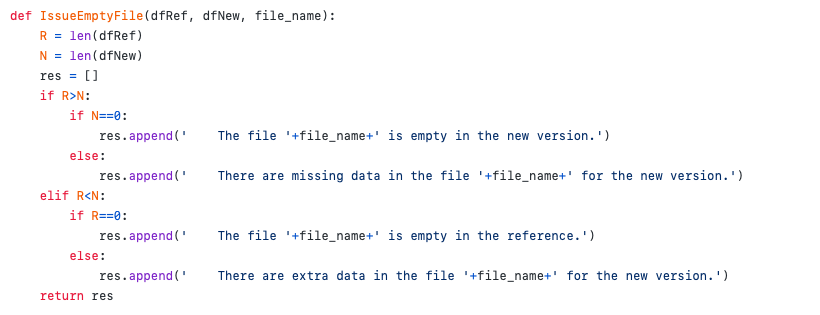 def IssueEmptyFile(dfRef, dfNew, file_name):
    R = len(dfRef)
    N = len(dfNew)
    res = []
    if R>N:
        if N==0:
            res.append('    The file '+file_name+' is empty in the new version.')
        else:
            res.append('    There are missing data in the file '+file_name+' for the new version.')
    elif R<N:
        if R==0:
            res.append('    The file '+file_name+' is empty in the reference.')
        else:
            res.append('    There are extra data in the file '+file_name+' for the new version.')
    return res